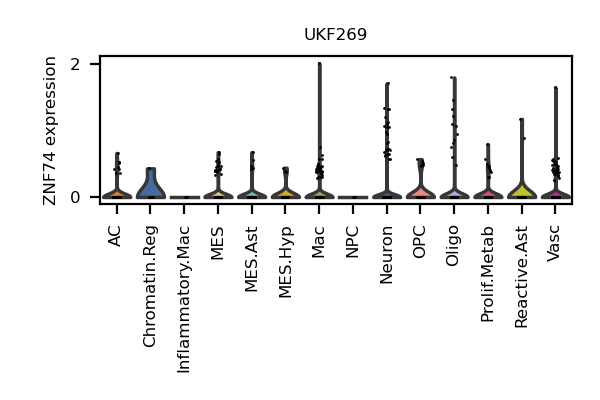 UKF269
ZNF74 expression
2
0
AC
Chromatin.Reg
Inflammatory.Mac
MES
MES.Ast
MES.Hyp
Mac
NPC
Neuron
OPC
Oligo
Prolif.Metab
Reactive.Ast
Vasc